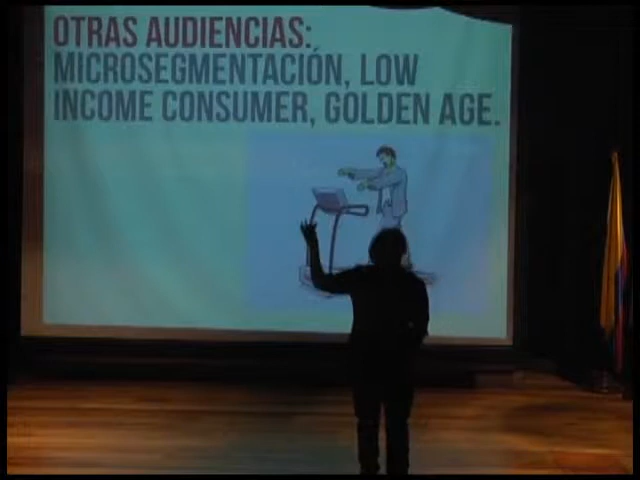 OTRAS AUDIENCIAS:
MICROSEGMENTACIÓN, LOW
INCOME CONSUMER, GOLDEN AGE.